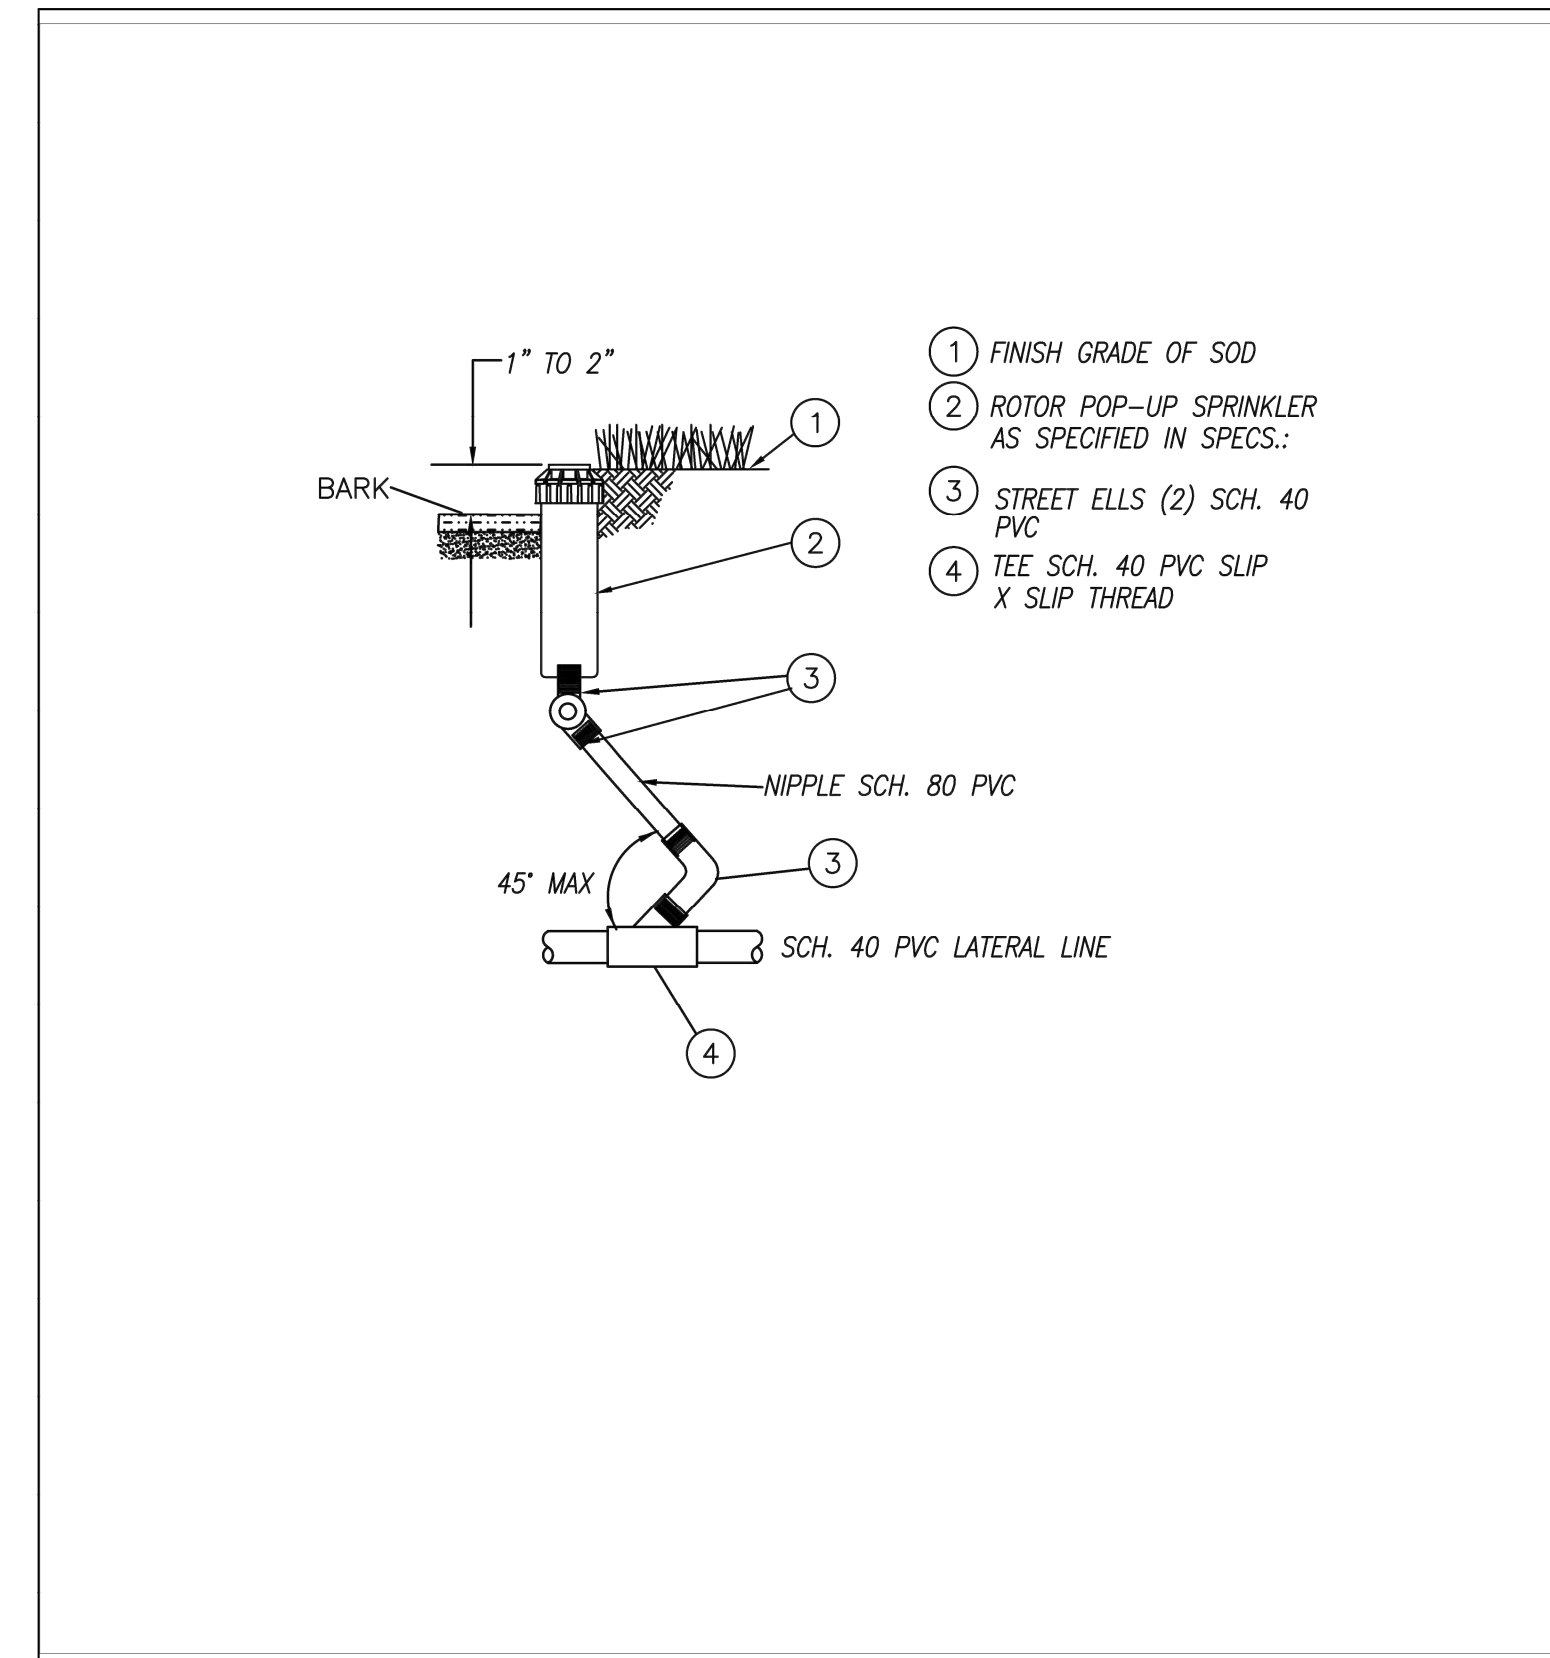 1" TO 2"
BARK
1
2
3
NIPPLE SCH. 80 PVC
3
45° MAX
SCH. 40 PVC LATERAL LINE
4
1 FINISH GRADE OF SOD
2 ROTOR POP-UP SPRINKLER
AS SPECIFIED IN SPECS.:
3 STREET ELLS (2) SCH. 40
PVC
4 TEE SCH. 40 PVC SLIP
X SLIP THREAD